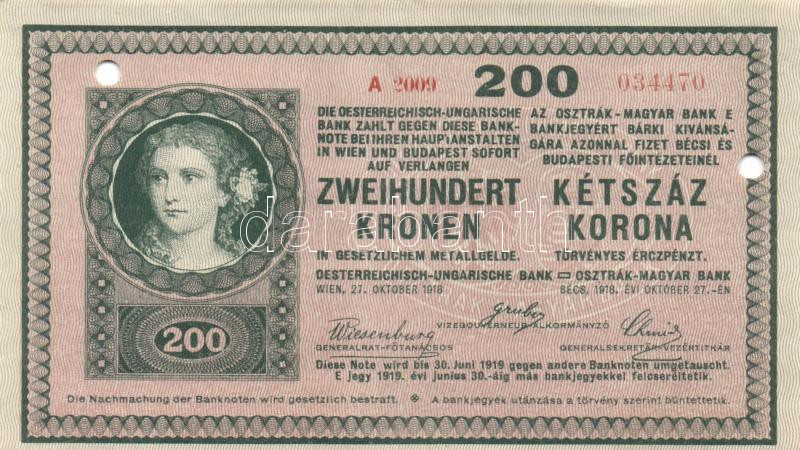 A 2009 200 034470
DIE OESTERREICHISCH-UNGARISCHE
BANK ZAHLT GEGEN DIESE BANK-
NOTE BEI IHREN HAUPTANSTALTEN
IN WIEN UND BUDAPEST SOFORT
AUF VERLANGEN
ZWEIHUNDERT
KRONEN
IN GESETZLICHEM METALLGELDE.
AZ OSZTRÁK-MAGYAR BANK E
BANKJEGYÉRT BÁRKI KIVÁNSÁ-
GÁRA AZONNAL FIZET BÉCSI ÉS
BUDAPESTI FŐINTÉZETEINÉL
KÉTSZÁZ
KORONA
TÖRVÉNYES ÉRCZPÉNZT.
OESTERREICHISCH-UNGARISCHE BANK OSZTRÁK-MAGYAR BANK
WIEN, 27. OKTOBER 1918 BÉCS, 1918. ÉVI OKTOBER 27.-ÉN
200
Wiesenburg
GENERALRAT-FŐTANÁCSOS
Gruber
VIZEGOUVERNEUR-ALKORMÁNYZÓ
GENERALSEKRETÄR-VEZÉRTITKÁR
Diese Note wird bis 30. Juni 1919 gegen andere Banknoten umgetauscht.
E jegy 1919. évi junius 30.-áig más bankjegyekkel felcseréltetik.
Die Nachmachung der Banknoten wird gesetzlich bestraft. A bankjegyek utánzása a törvény szerint büntettetik.
darabanth